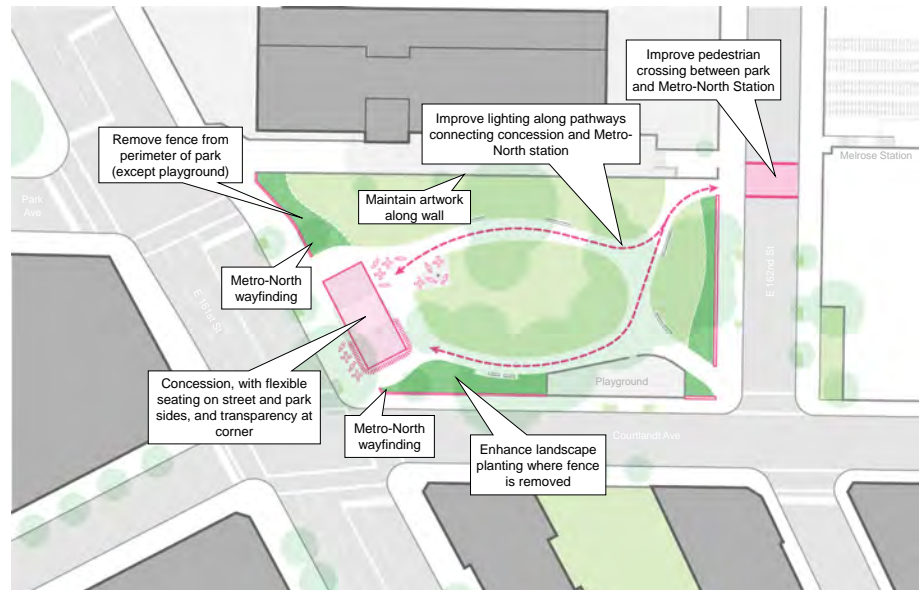 Improve pedestrian
crossing between park
and Metro-North Station
Improve lighting along pathways
connecting concession and Metro-
North station
Remove fence from
perimeter of park
(except playground)
Melrose Station
Park
Ave
Maintain artwork
along wall
Metro-North
wayfinding
E 161st St
E 162nd St
Concession, with flexible
seating on street and park
sides, and transparency at
corner
Playground
Metro-North
wayfinding
Courtlandt Ave
Enhance landscape
planting where fence
is removed